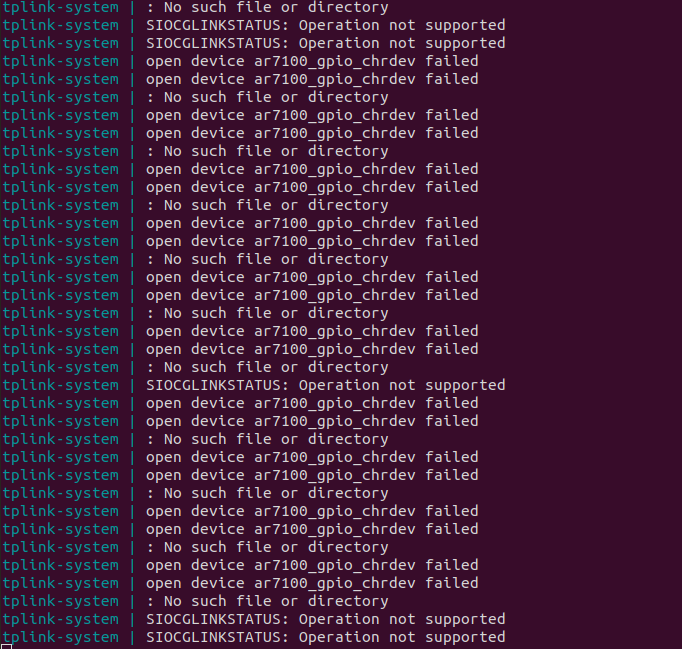 tplink-system | : No such file or directory
tplink-system | SIOCGLINKSTATUS: Operation not supported
tplink-system | SIOCGLINKSTATUS: Operation not supported
tplink-system | open device ar7100_gpio_chrdev failed
tplink-system | open device ar7100_gpio_chrdev failed
tplink-system | : No such file or directory
tplink-system | open device ar7100_gpio_chrdev failed
tplink-system | open device ar7100_gpio_chrdev failed
tplink-system | : No such file or directory
tplink-system | open device ar7100_gpio_chrdev failed
tplink-system | open device ar7100_gpio_chrdev failed
tplink-system | : No such file or directory
tplink-system | open device ar7100_gpio_chrdev failed
tplink-system | open device ar7100_gpio_chrdev failed
tplink-system | : No such file or directory
tplink-system | open device ar7100_gpio_chrdev failed
tplink-system | open device ar7100_gpio_chrdev failed
tplink-system | : No such file or directory
tplink-system | open device ar7100_gpio_chrdev failed
tplink-system | open device ar7100_gpio_chrdev failed
tplink-system | : No such file or directory
tplink-system | SIOCGLINKSTATUS: Operation not supported
tplink-system | open device ar7100_gpio_chrdev failed
tplink-system | open device ar7100_gpio_chrdev failed
tplink-system | : No such file or directory
tplink-system | open device ar7100_gpio_chrdev failed
tplink-system | open device ar7100_gpio_chrdev failed
tplink-system | : No such file or directory
tplink-system | open device ar7100_gpio_chrdev failed
tplink-system | open device ar7100_gpio_chrdev failed
tplink-system | : No such file or directory
tplink-system | open device ar7100_gpio_chrdev failed
tplink-system | open device ar7100_gpio_chrdev failed
tplink-system | : No such file or directory
tplink-system | SIOCGLINKSTATUS: Operation not supported
tplink-system | SIOCGLINKSTATUS: Operation not supported